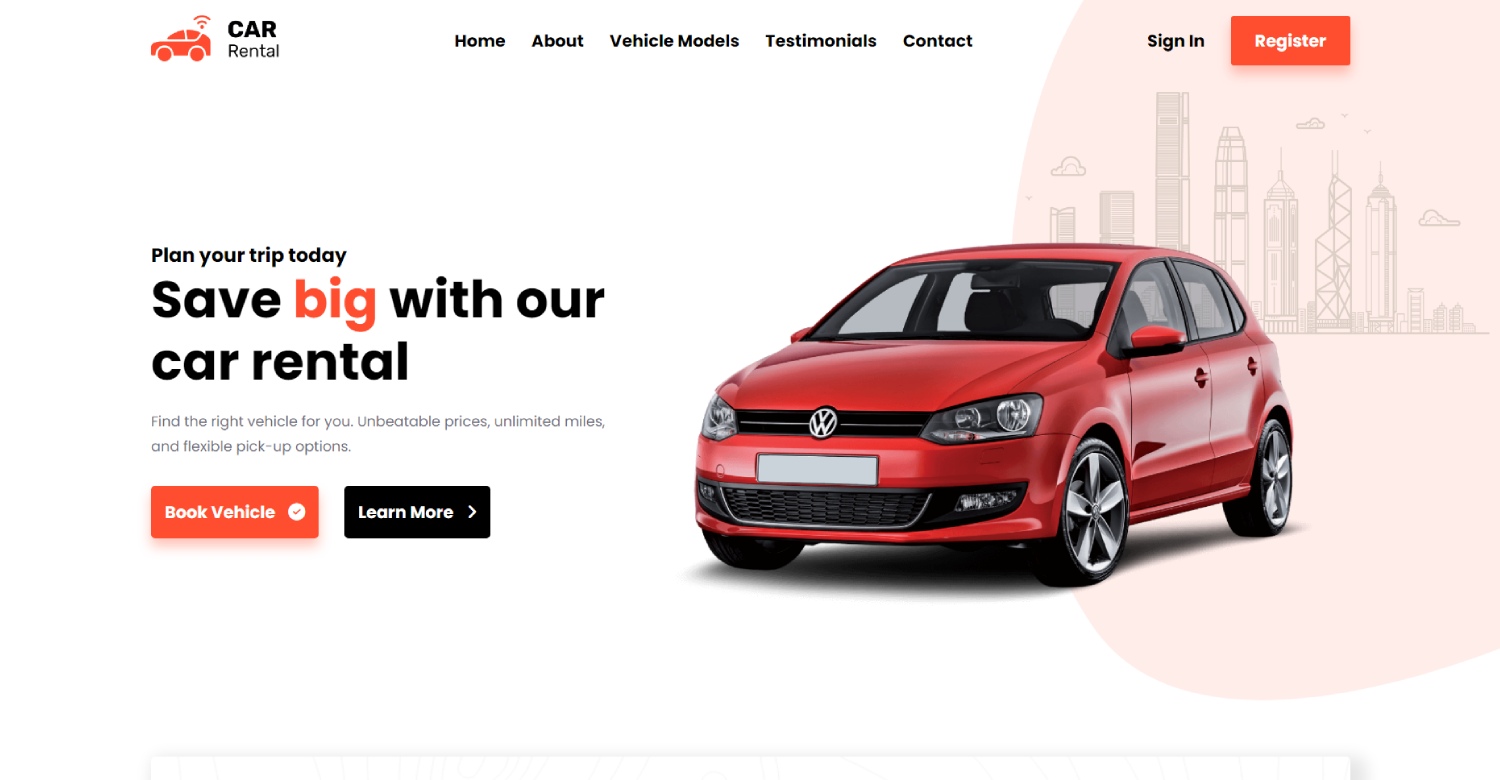 CAR
Rental
Home About Vehicle Models Testimonials Contact
Sign In Register
Plan your trip today
Save big with our
car rental
Find the right vehicle for you. Unbeatable prices, unlimited miles,
and flexible pick-up options.
Book Vehicle Learn More